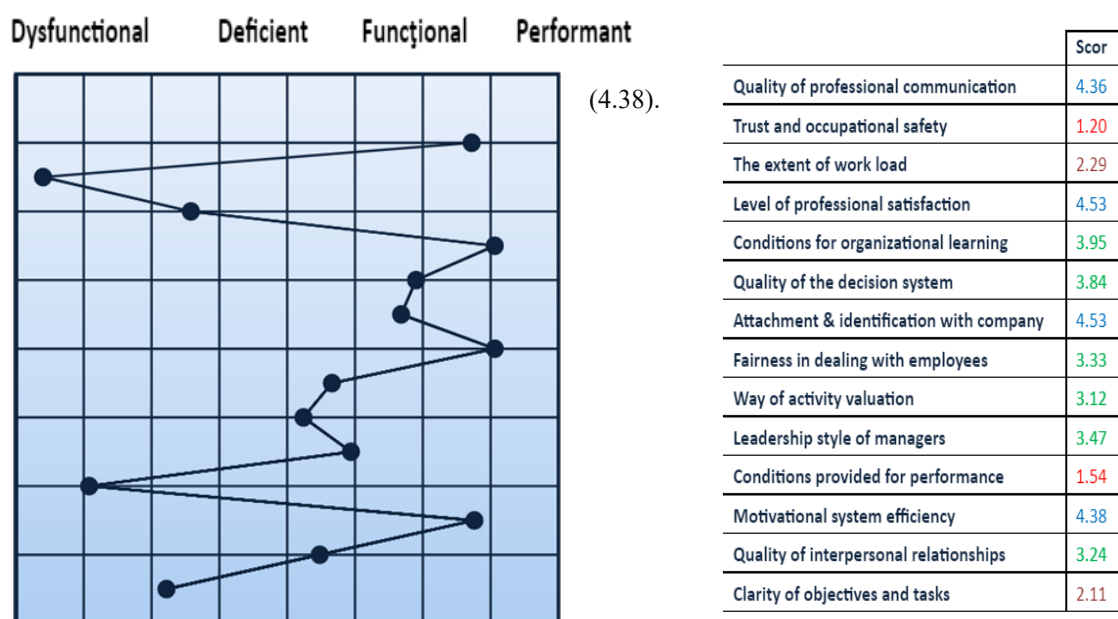 Dysfunctional Deficient Funcţional Performant
(4.38).
Scor
Quality of professional communication 4.36
Trust and occupational safety 1.20
The extent of work load 2.29
Level of professional satisfaction 4.53
Conditions for organizational learning 3.95
Quality of the decision system 3.84
Attachment & identification with company 4.53
Fairness in dealing with employees 3.33
Way of activity valuation 3.12
Leadership style of managers 3.47
Conditions provided for performance 1.54
Motivational system efficiency 4.38
Quality of interpersonal relationships 3.24
Clarity of objectives and tasks 2.11